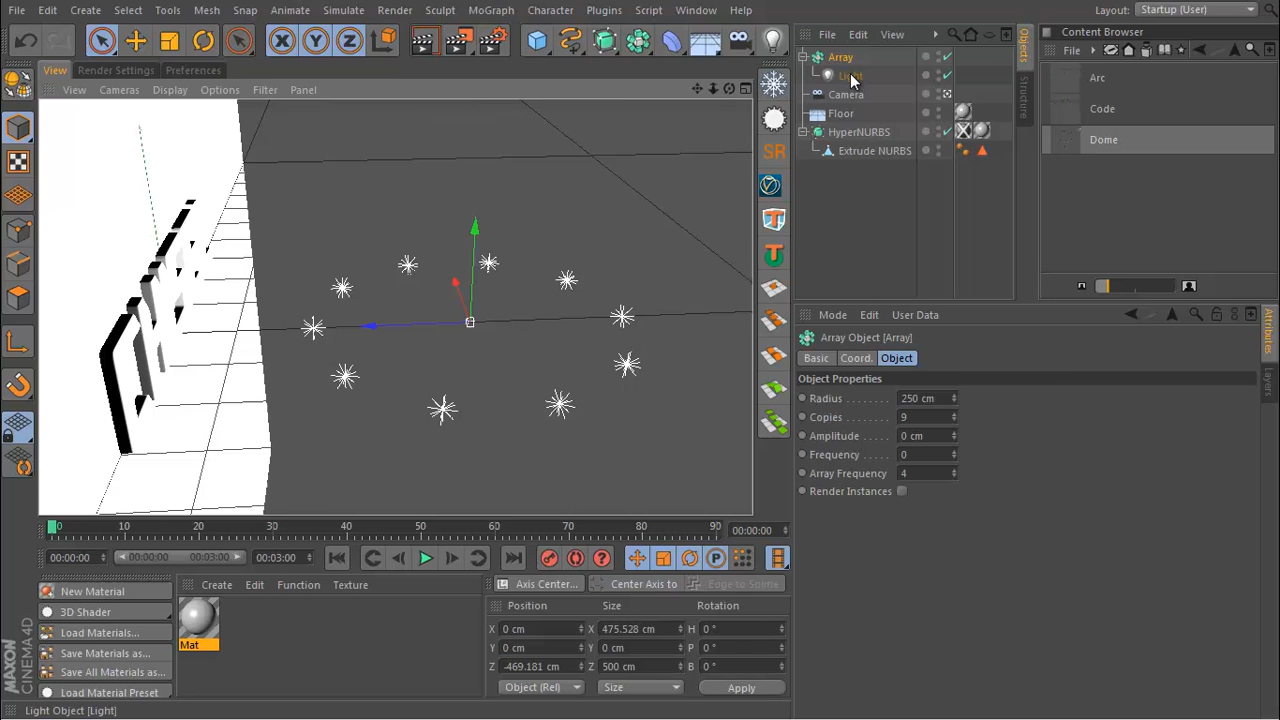 File Edit Create Select Tools Mesh Snap Animate Simulate Render Sculpt MoGraph Character Plugins Script Window Help Layout: Startup (User)
X Y Z
File Edit View
Content Browser
File
View Render Settings Preferences
View Cameras Display Options Filter Panel
Array
Light
Camera
Floor
HyperNURBS
Extrude NURBS
Objects
Structure
Arc
Code
Dome
SR
Mode Edit User Data
Array Object [Array]
Basic Coord. Object
Object Properties
Radius 250 cm
Copies 9
Amplitude 0 cm
Frequency 0
Array Frequency 4
Render Instances
Attributes
Layers
0 10 20 30 40 50 60 70 80 90 00:00:00
00:00:00 00:00:00 00:03:00 00:03:00
New Material
3D Shader
Load Materials...
Save Materials as...
Save All Materials as...
Load Material Preset
Create Edit Function Texture
Mat
Axis Center... Center Axis to Edge to Spline
Position Size Rotation
X 0 cm X 475.528 cm H 0 °
Y 0 cm Y 0 cm P 0 °
Z -469.181 cm Z 500 cm B 0 °
Object (Rel) Size Apply
MAXON
CINEMA4D
Light Object [Light]